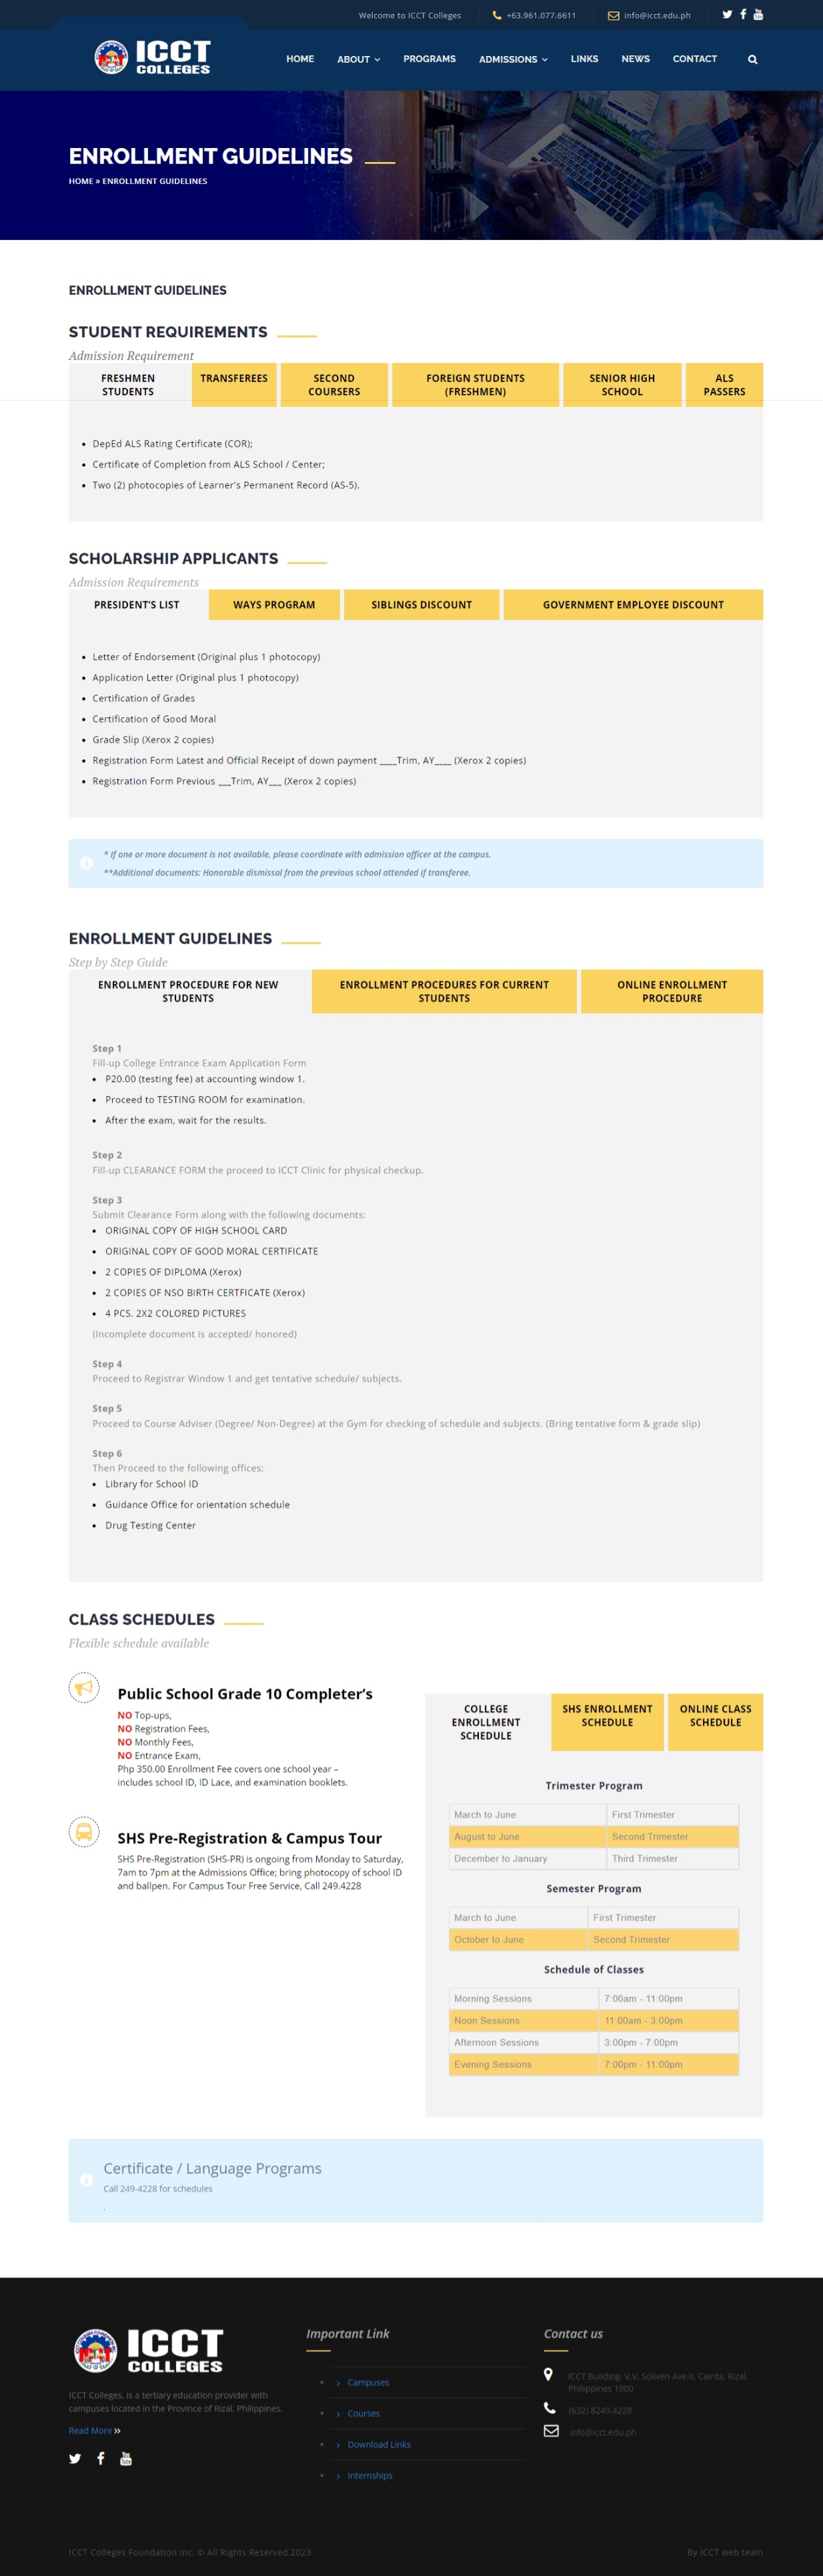 Welcome to ICCT Colleges
+63.961.077.6611
info@icct.edu.ph
ICCT
COLLEGES
HOME
ABOUT
PROGRAMS
ADMISSIONS
LINKS
NEWS
CONTACT
ENROLLMENT GUIDELINES
HOME » ENROLLMENT GUIDELINES
ENROLLMENT GUIDELINES
STUDENT REQUIREMENTS
Admission Requirement
FRESHMEN
STUDENTS
TRANSFEREES
SECOND
COURSERS
FOREIGN STUDENTS
(FRESHMEN)
SENIOR HIGH
SCHOOL
ALS
PASSERS
• DepEd ALS Rating Certificate (COR);
• Certificate of Completion from ALS School / Center;
• Two (2) photocopies of Learner's Permanent Record (AS-5).
SCHOLARSHIP APPLICANTS
Admission Requirements
PRESIDENT'S LIST
WAYS PROGRAM
SIBLINGS DISCOUNT
GOVERNMENT EMPLOYEE DISCOUNT
• Letter of Endorsement (Original plus 1 photocopy)
• Application Letter (Original plus 1 photocopy)
• Certification of Grades
• Certification of Good Moral
• Grade Slip (Xerox 2 copies)
• Registration Form Latest and Official Receipt of down payment ____Trim, AY____ (Xerox 2 copies)
• Registration Form Previous ___Trim, AY___ (Xerox 2 copies)
* If one or more document is not available, please coordinate with admission officer at the campus.
**Additional documents: Honorable dismissal from the previous school attended if transferee.
ENROLLMENT GUIDELINES
Step by Step Guide
ENROLLMENT PROCEDURE FOR NEW
STUDENTS
ENROLLMENT PROCEDURES FOR CURRENT
STUDENTS
ONLINE ENROLLMENT
PROCEDURE
Step 1
Fill-up College Entrance Exam Application Form
• P20.00 (testing fee) at accounting window 1.
• Proceed to TESTING ROOM for examination.
• After the exam, wait for the results.
Step 2
Fill-up CLEARANCE FORM the proceed to ICCT Clinic for physical checkup.
Step 3
Submit Clearance Form along with the following documents:
• ORIGINAL COPY OF HIGH SCHOOL CARD
• ORIGINAL COPY OF GOOD MORAL CERTIFICATE
• 2 COPIES OF DIPLOMA (Xerox)
• 2 COPIES OF NSO BIRTH CERTFICATE (Xerox)
• 4 PCS. 2X2 COLORED PICTURES
(Incomplete document is accepted/ honored)
Step 4
Proceed to Registrar Window 1 and get tentative schedule/ subjects.
Step 5
Proceed to Course Adviser (Degree/ Non-Degree) at the Gym for checking of schedule and subjects. (Bring tentative form & grade slip)
Step 6
Then Proceed to the following offices:
• Library for School ID
• Guidance Office for orientation schedule
• Drug Testing Center
CLASS SCHEDULES
Flexible schedule available
Public School Grade 10 Completer's
NO Top-ups,
NO Registration Fees,
NO Monthly Fees,
NO Entrance Exam,
Php 350.00 Enrollment Fee covers one school year –
includes school ID, ID Lace, and examination booklets.
SHS Pre-Registration & Campus Tour
SHS Pre-Registration (SHS-PR) is ongoing from Monday to Saturday,
7am to 7pm at the Admissions Office; bring photocopy of school ID
and ballpen. For Campus Tour Free Service, Call 249.4228
COLLEGE
ENROLLMENT
SCHEDULE
SHS ENROLLMENT
SCHEDULE
ONLINE CLASS
SCHEDULE
Trimester Program
March to June First Trimester
August to June Second Trimester
December to January Third Trimester
Semester Program
March to June First Trimester
October to June Second Trimester
Schedule of Classes
Morning Sessions 7:00am - 11:00pm
Noon Sessions 11:00am - 3:00pm
Afternoon Sessions 3:00pm - 7:00pm
Evening Sessions 7:00pm - 11:00pm
Certificate / Language Programs
Call 249-4228 for schedules
.
ICCT
COLLEGES
ICCT Colleges, is a tertiary education provider with
campuses located in the Province of Rizal, Philippines.
Read More »
Important Link
• › Campuses
• › Courses
• › Download Links
• › Internships
Contact us
ICCT Building. V.V. Soliven Ave.II. Cainta, Rizal,
Philippines 1900
(632) 8249.4228
info@icct.edu.ph
ICCT Colleges Foundation Inc. © All Rights Reserved.2023
By ICCT web team